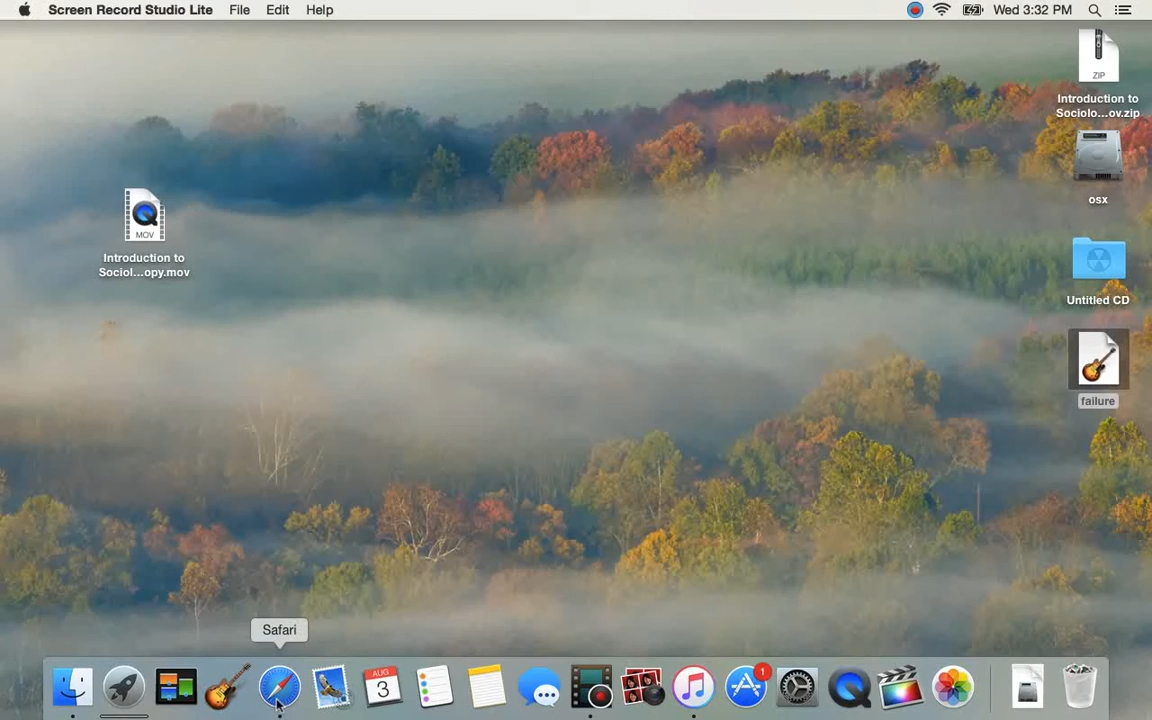 Screen Record Studio Lite File Edit Help Wed 3:32 PM
ZIP
Introduction to
Sociolo...ov.zip
osx
MOV
Introduction to
Sociol...opy.mov
Untitled CD
failure
Safari
AUG
3
1